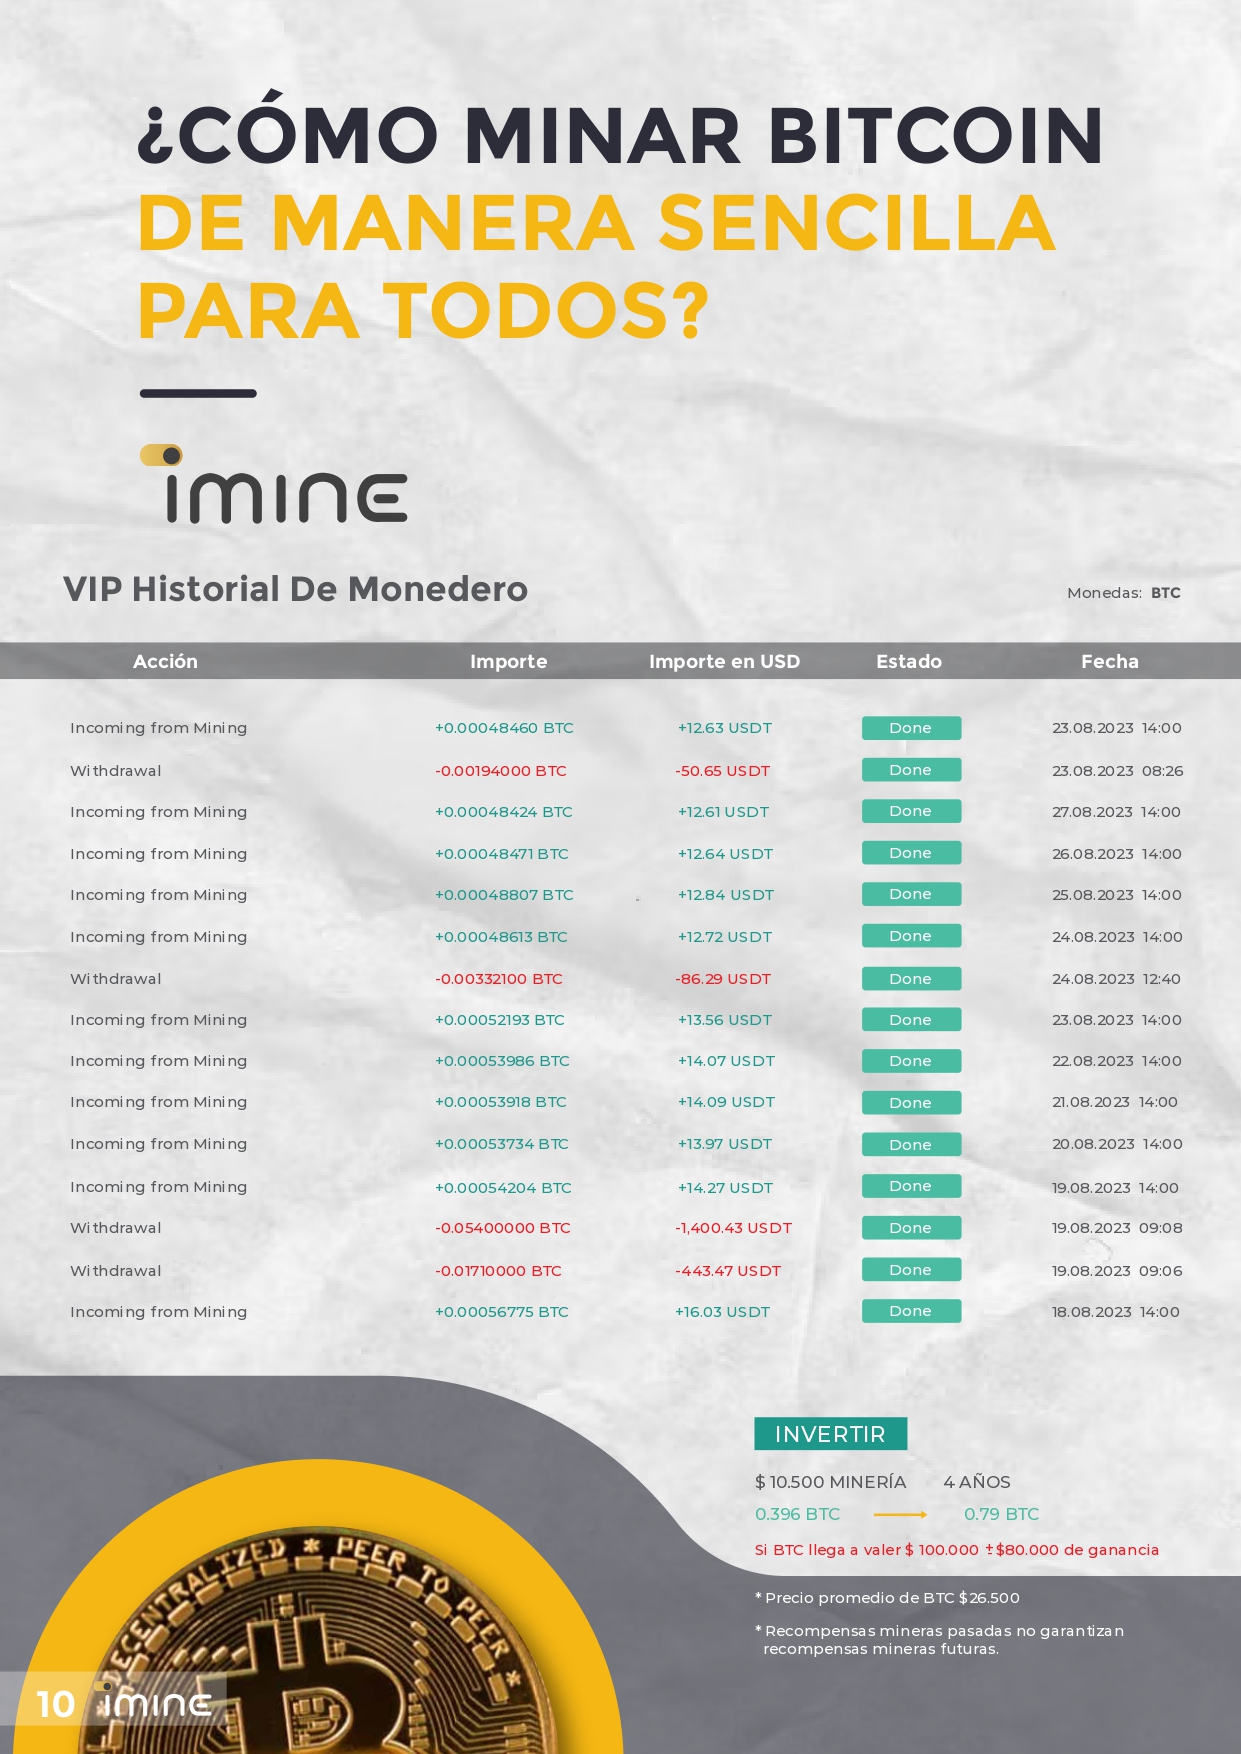 ¿CÓMO MINAR BITCOIN
DE MANERA SENCILLA
PARA TODOS?
imine
VIP Historial De Monedero
Monedas: BTC
Acción Importe Importe en USD Estado Fecha
Incoming from Mining +0.00048460 BTC +12.63 USDT Done 23.08.2023 14:00
Withdrawal -0.00194000 BTC -50.65 USDT Done 23.08.2023 08:26
Incoming from Mining +0.00048424 BTC +12.61 USDT Done 27.08.2023 14:00
Incoming from Mining +0.00048471 BTC +12.64 USDT Done 26.08.2023 14:00
Incoming from Mining +0.00048807 BTC +12.84 USDT Done 25.08.2023 14:00
Incoming from Mining +0.00048613 BTC +12.72 USDT Done 24.08.2023 14:00
Withdrawal -0.00332100 BTC -86.29 USDT Done 24.08.2023 12:40
Incoming from Mining +0.00052193 BTC +13.56 USDT Done 23.08.2023 14:00
Incoming from Mining +0.00053986 BTC +14.07 USDT Done 22.08.2023 14:00
Incoming from Mining +0.00053918 BTC +14.09 USDT Done 21.08.2023 14:00
Incoming from Mining +0.00053734 BTC +13.97 USDT Done 20.08.2023 14:00
Incoming from Mining +0.00054204 BTC +14.27 USDT Done 19.08.2023 14:00
Withdrawal -0.05400000 BTC -1,400.43 USDT Done 19.08.2023 09:08
Withdrawal -0.01710000 BTC -443.47 USDT Done 19.08.2023 09:06
Incoming from Mining +0.00056775 BTC +16.03 USDT Done 18.08.2023 14:00
INVERTIR
$ 10.500 MINERÍA 4 AÑOS
0.396 BTC 0.79 BTC
Si BTC llega a valer $ 100.000 ±$80.000 de ganancia
* Precio promedio de BTC $26.500
* Recompensas mineras pasadas no garantizan
recompensas mineras futuras.
DECENTRALIZED * PEER TO PEER *
10 imine